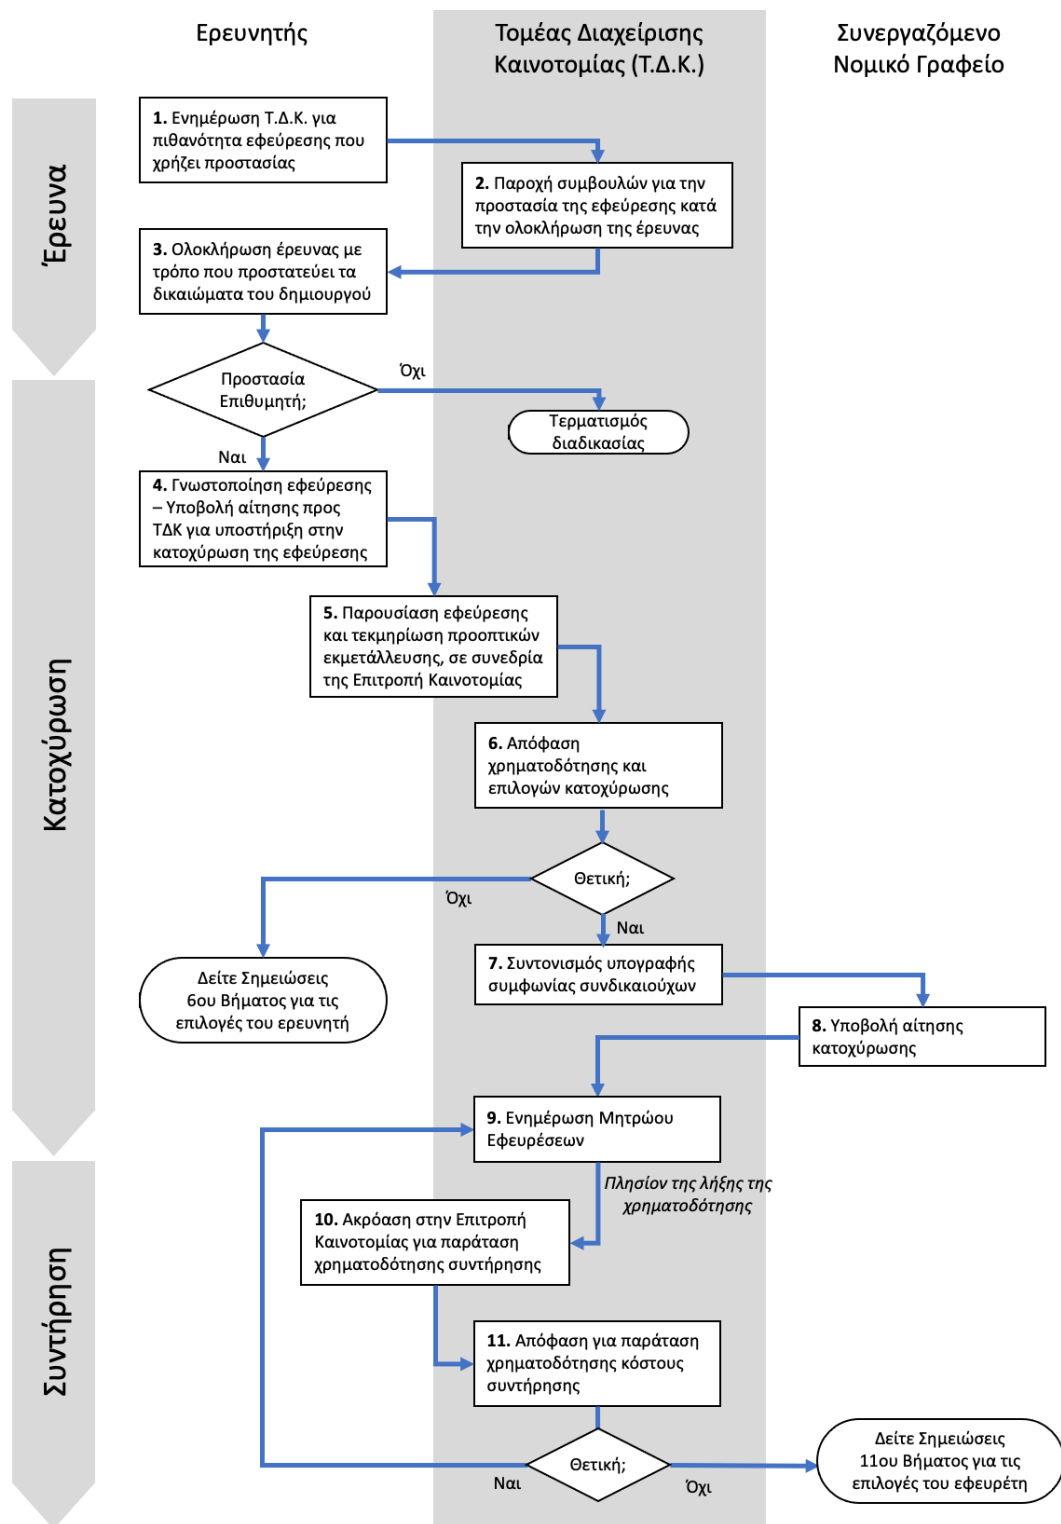 Ερευνητής
Τομέας Διαχείρισης
Καινοτομίας (Τ.Δ.Κ.)
Συνεργαζόμενο
Νομικό Γραφείο
Έρευνα
1. Ενημέρωση Τ.Δ.Κ. για
πιθανότητα εφεύρεσης που
χρήζει προστασίας
2. Παροχή συμβουλών για την
προστασία της εφεύρεσης κατά
την ολοκλήρωση της έρευνας
3. Ολοκλήρωση έρευνας με
τρόπο που προστατεύει τα
δικαιώματα του δημιουργού
Προστασία
Επιθυμητή;
Όχι
Τερματισμός
διαδικασίας
Ναι
Κατοχύρωση
4. Γνωστοποίηση εφεύρεσης
– Υποβολή αίτησης προς
ΤΔΚ για υποστήριξη στην
κατοχύρωση της εφεύρεσης
5. Παρουσίαση εφεύρεσης
και τεκμηρίωση προοπτικών
εκμετάλλευσης, σε συνεδρία
της Επιτροπή Καινοτομίας
6. Απόφαση
χρηματοδότησης και
επιλογών κατοχύρωσης
Θετική;
Όχι
Ναι
Δείτε Σημειώσεις
6ου Βήματος για τις
επιλογές του ερευνητή
7. Συντονισμός υπογραφής
συμφωνίας συνδικαιούχων
8. Υποβολή αίτησης
κατοχύρωσης
9. Ενημέρωση Μητρώου
Εφευρέσεων
Πλησίον της λήξης της
χρηματοδότησης
Συντήρηση
10. Ακρόαση στην Επιτροπή
Καινοτομίας για παράταση
χρηματοδότησης συντήρησης
11. Απόφαση για παράταση
χρηματοδότησης κόστους
συντήρησης
Θετική;
Ναι
Όχι
Δείτε Σημειώσεις
11ου Βήματος για τις
επιλογές του εφευρέτη